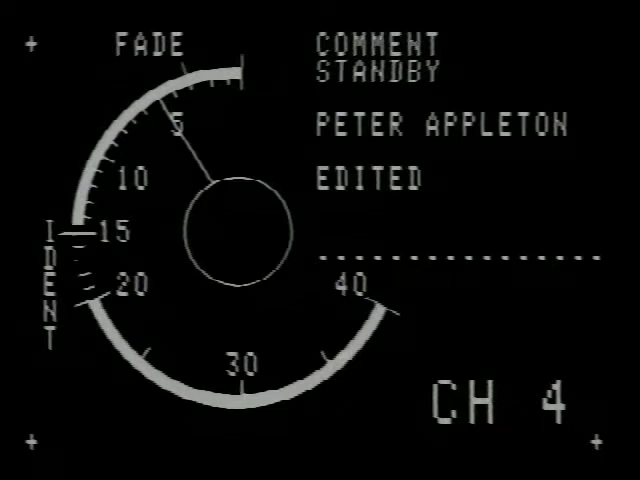 FADE
COMMENT
STANDBY
5
PETER APPLETON
10
EDITED
15
IDENT
20
40
30
CH 4